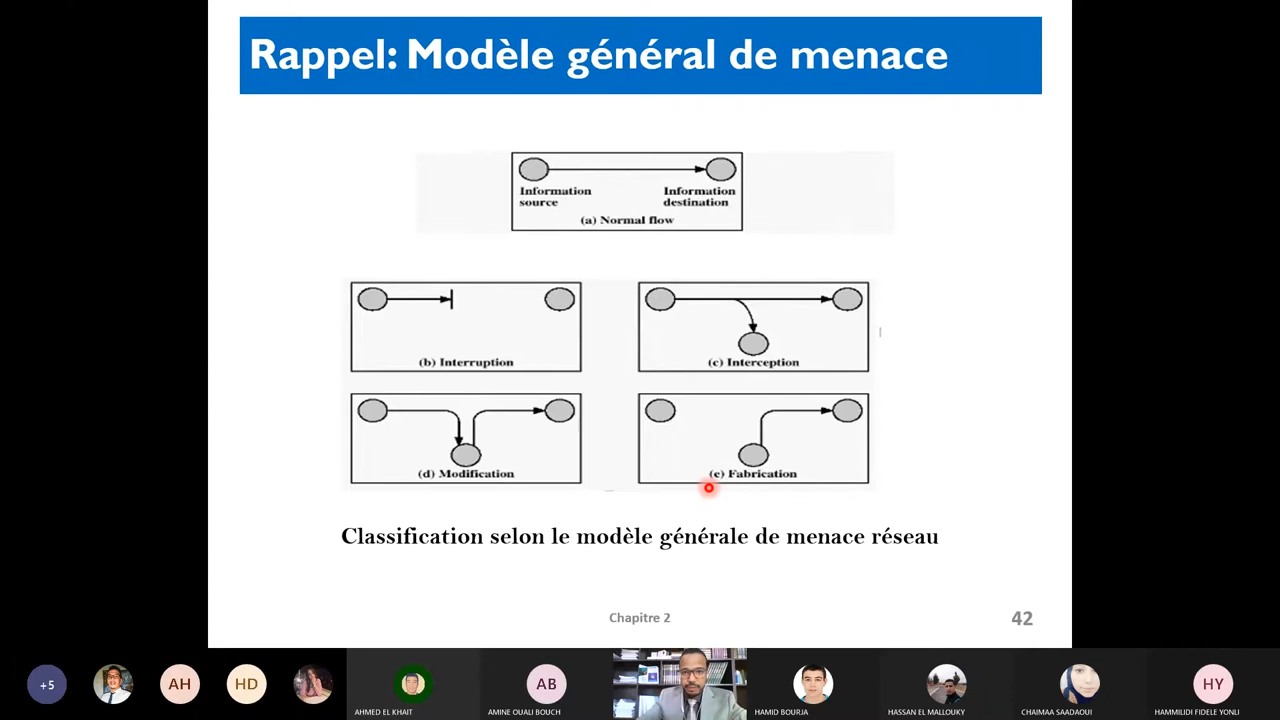 Rappel: Modèle général de menace
Information source
Information destination
(a) Normal flow
(b) Interruption
(c) Interception
(d) Modification
(e) Fabrication
Classification selon le modèle générale de menace réseau
Chapitre 2
42
+5
AH
HD
AB
HY
AHMED EL KHAIT
AMINE OUALI BOUCH
HAMID BOURJA
HASSAN EL MALLOUKY
CHAIMAA SAADAOUI
HAMMILIDI FIDELE YONLI